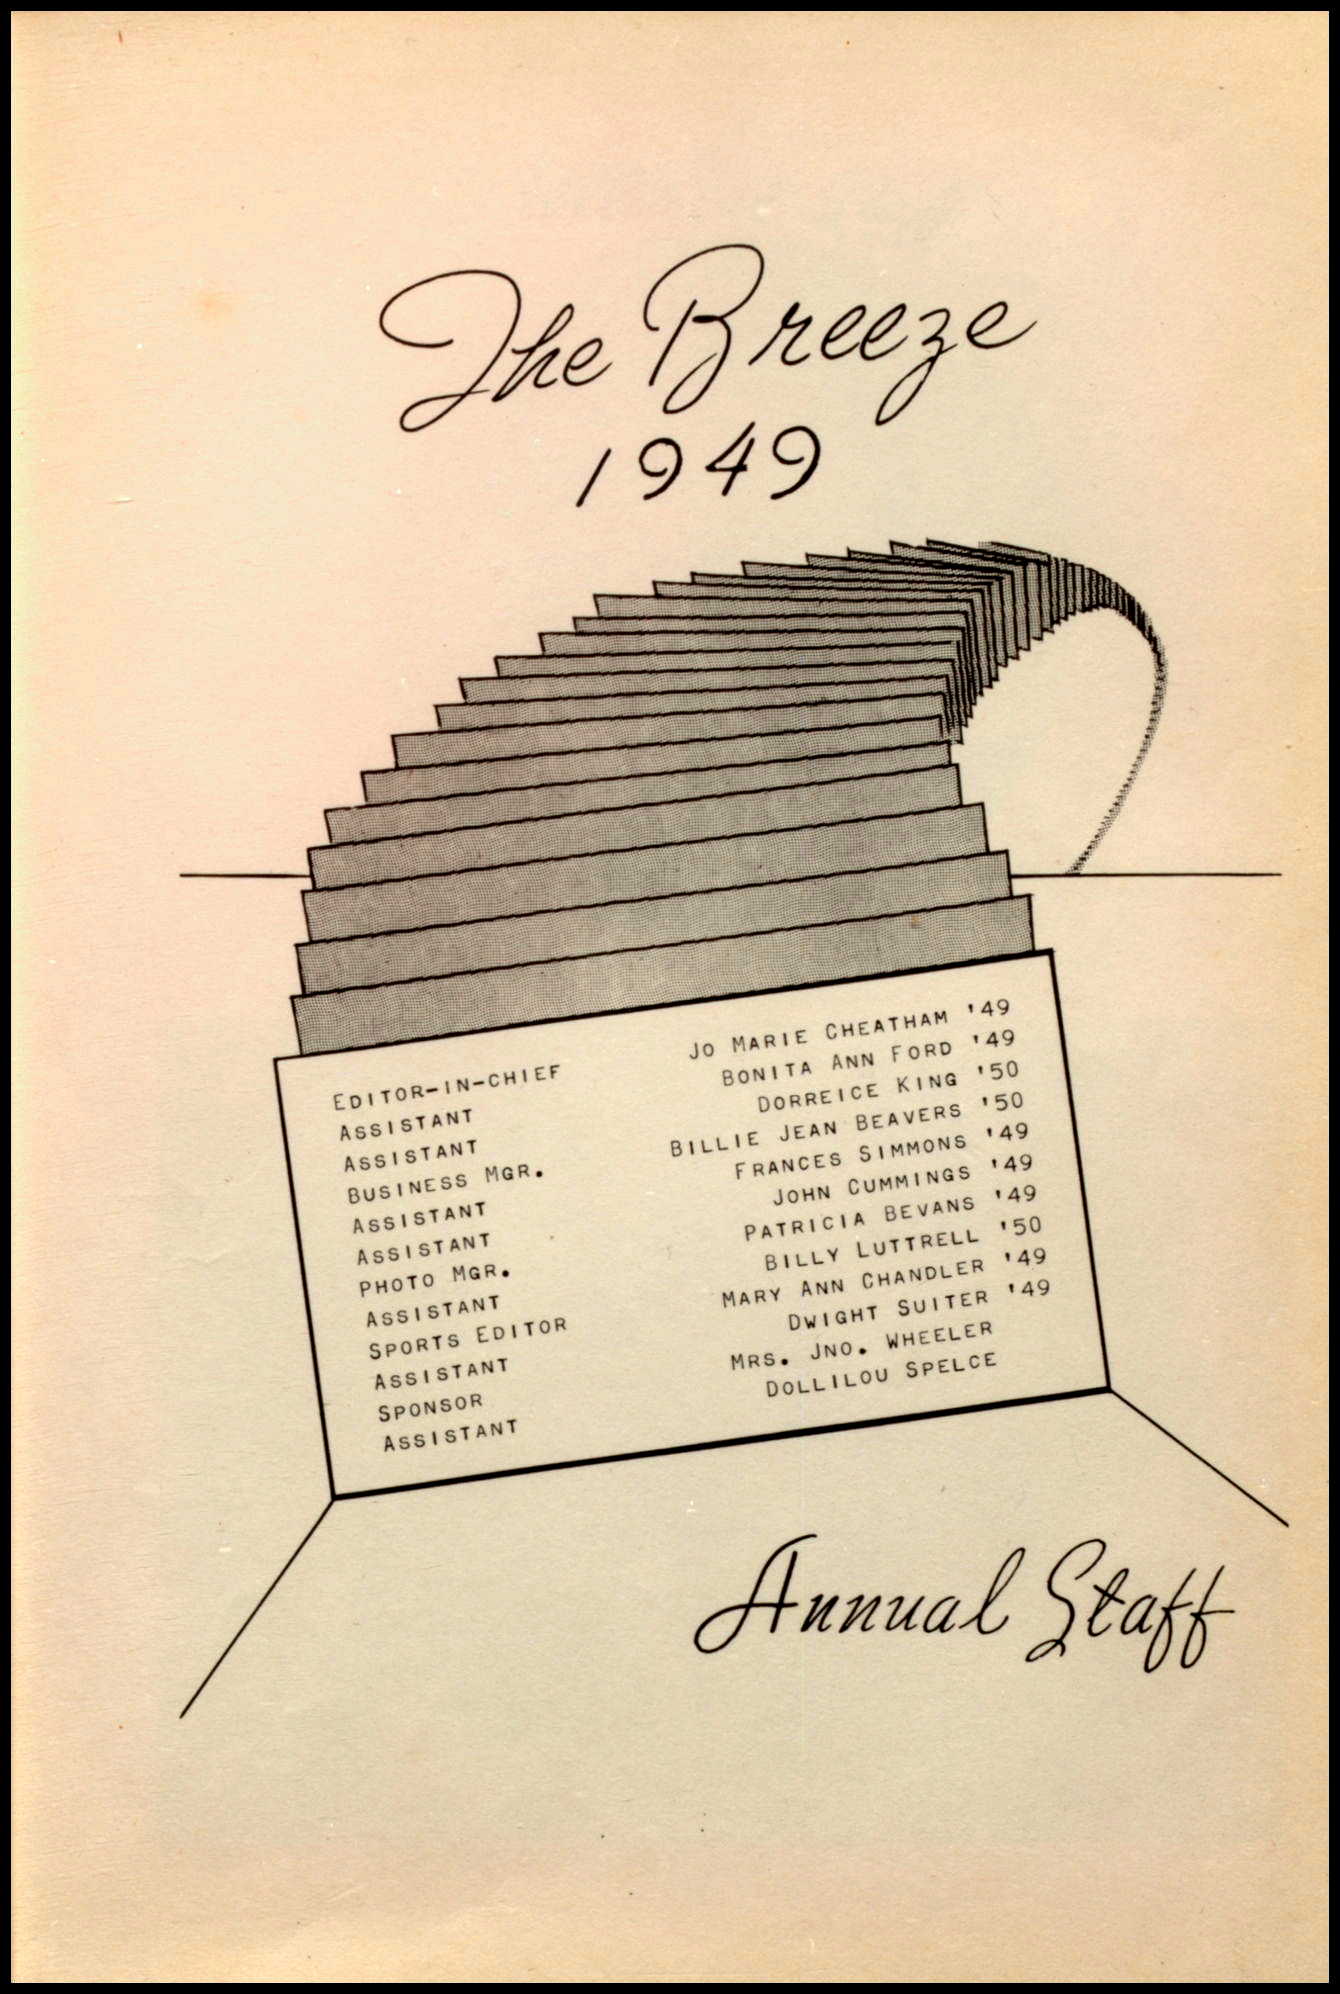 The Breeze
1949
EDITOR-IN-CHIEF JO MARIE CHEATHAM '49
ASSISTANT BONITA ANN FORD '49
ASSISTANT DORREICE KING '50
BUSINESS MGR. BILLIE JEAN BEAVERS '50
ASSISTANT FRANCES SIMMONS '49
ASSISTANT JOHN CUMMINGS '49
PHOTO MGR. PATRICIA BEVANS '49
ASSISTANT BILLY LUTTRELL '50
SPORTS EDITOR MARY ANN CHANDLER '49
ASSISTANT DWIGHT SUITER '49
SPONSOR MRS. JNO. WHEELER
ASSISTANT DOLLILOU SPELCE
Annual Staff